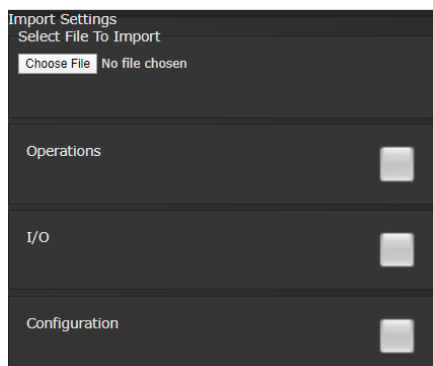 Import Settings
Select File To Import
Choose File No file chosen
Operations
I/O
Configuration